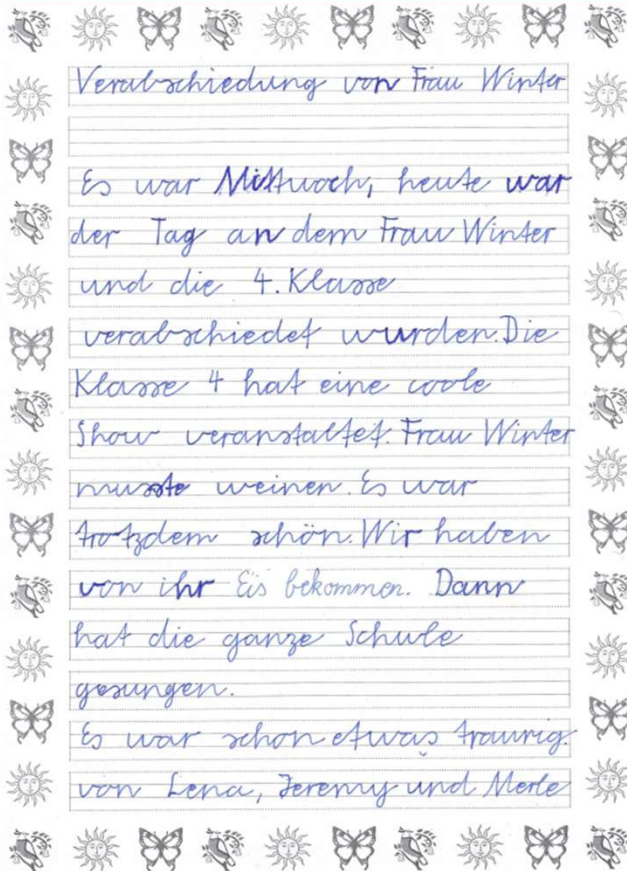 Verabschiedung von Frau Winter
Es war Mittwoch, heute war
der Tag an dem Frau Winter
und die 4. Klasse
verabschiedet wurden. Die
Klasse 4 hat eine coole
Show veranstaltet. Frau Winter
musste weinen. Es war
trotzdem schön. Wir haben
von ihr Eis bekommen. Dann
hat die ganze Schule
gesungen.
Es war schon etwas traurig.
von Lena, Jeremy und Merle